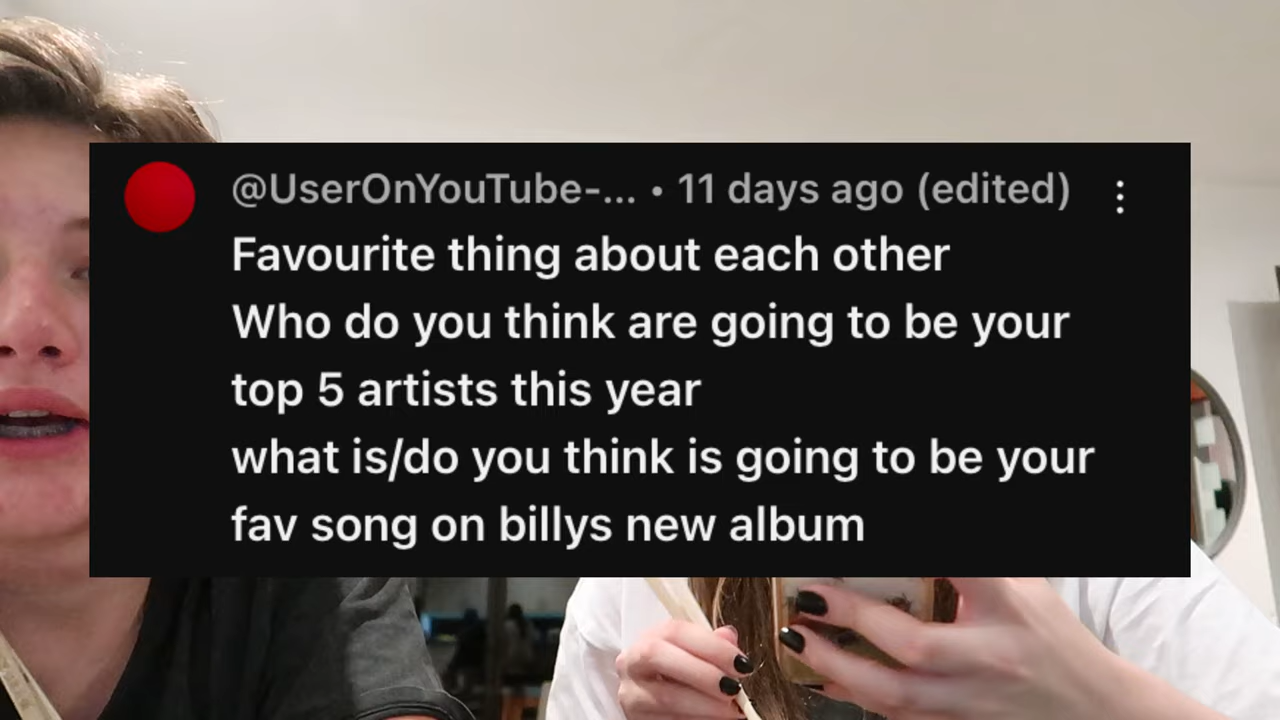 @UserOnYouTube-... • 11 days ago (edited)
Favourite thing about each other
Who do you think are going to be your
top 5 artists this year
what is/do you think is going to be your
fav song on billys new album